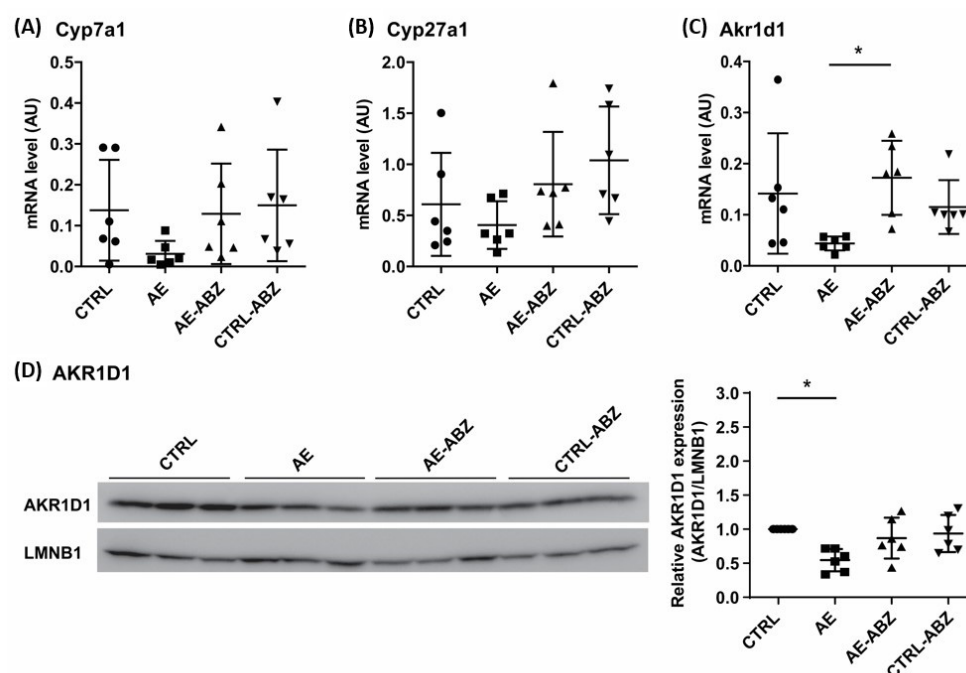 (A) Cyp7a1
mRNA level (AU)
0.5
0.4
0.3
0.2
0.1
0.0
CTRL
AE
AE-ABZ
CTRL-ABZ
(B) Cyp27a1
mRNA level (AU)
2.0
1.5
1.0
0.5
0.0
CTRL
AE
AE-ABZ
CTRL-ABZ
(C) Akr1d1
*
mRNA level (AU)
0.4
0.3
0.2
0.1
0.0
CTRL
AE
AE-ABZ
CTRL-ABZ
(D) AKR1D1
CTRL
AE
AE-ABZ
CTRL-ABZ
AKR1D1
LMNB1
*
Relative AKR1D1 expression
(AKR1D1/LMNB1)
3.0
2.5
2.0
1.5
1.0
0.5
0.0
CTRL
AE
AE-ABZ
CTRL-ABZ